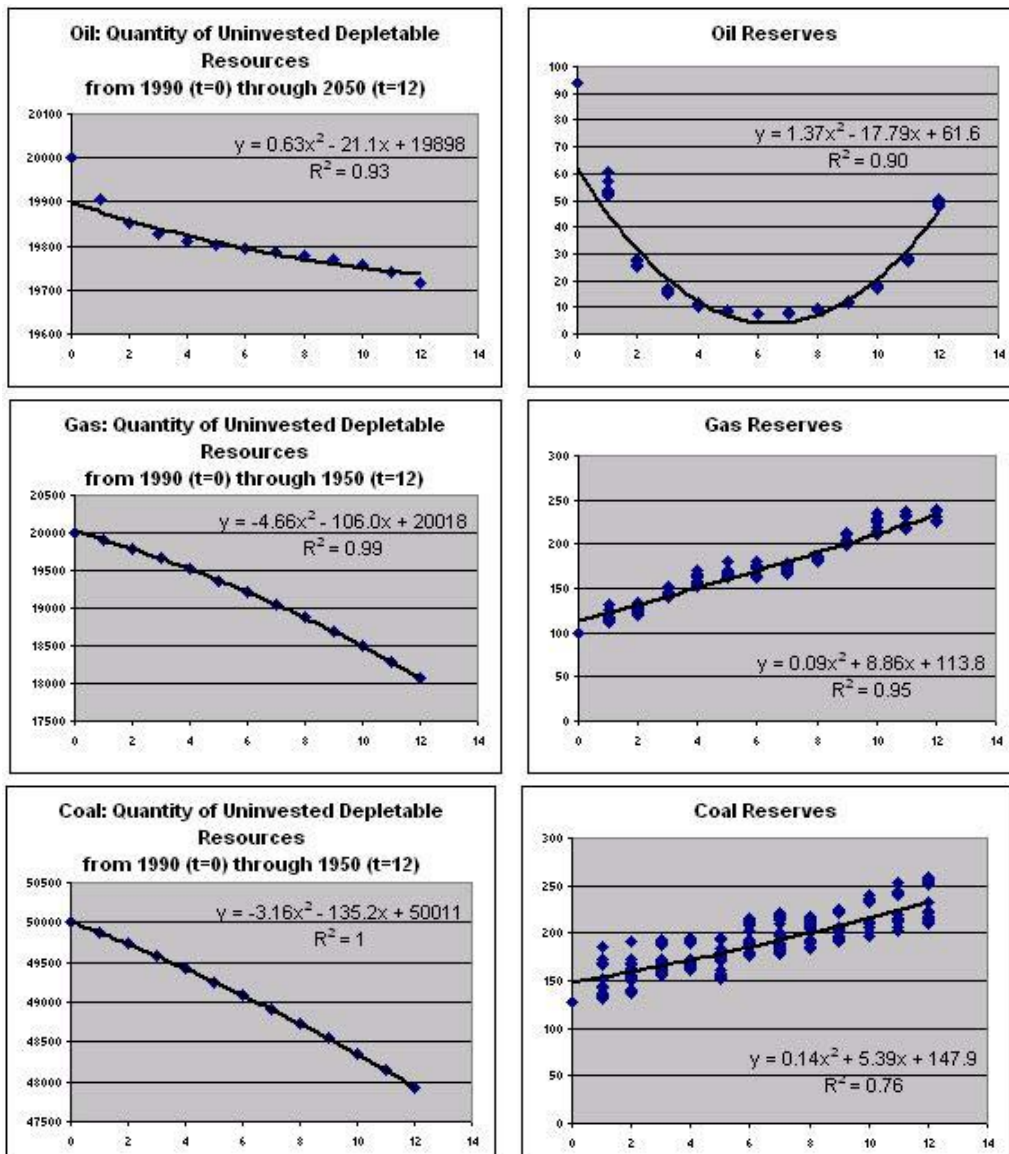 Oil: Quantity of Uninvested Depletable
Resources
from 1990 (t=0) through 2050 (t=12)
20100
20000
19900
19800
19700
19600
y = 0.63x² - 21.1x + 19898
R² = 0.93
0 2 4 6 8 10 12 14
Oil Reserves
100
90
80
70
60
50
40
30
20
10
0
y = 1.37x² - 17.79x + 61.6
R² = 0.90
0 2 4 6 8 10 12 14
Gas: Quantity of Uninvested Depletable
Resources
from 1990 (t=0) through 1950 (t=12)
20500
20000
19500
19000
18500
18000
17500
y = -4.66x² - 106.0x + 20018
R² = 0.99
0 2 4 6 8 10 12 14
Gas Reserves
300
250
200
150
100
50
0
y = 0.09x² + 8.86x + 113.8
R² = 0.95
0 2 4 6 8 10 12 14
Coal: Quantity of Uninvested Depletable
Resources
from 1990 (t=0) through 1950 (t=12)
50500
50000
49500
49000
48500
48000
47500
y = -3.16x² - 135.2x + 50011
R² = 1
0 2 4 6 8 10 12 14
Coal Reserves
300
250
200
150
100
50
0
y = 0.14x² + 5.39x + 147.9
R² = 0.76
0 2 4 6 8 10 12 14